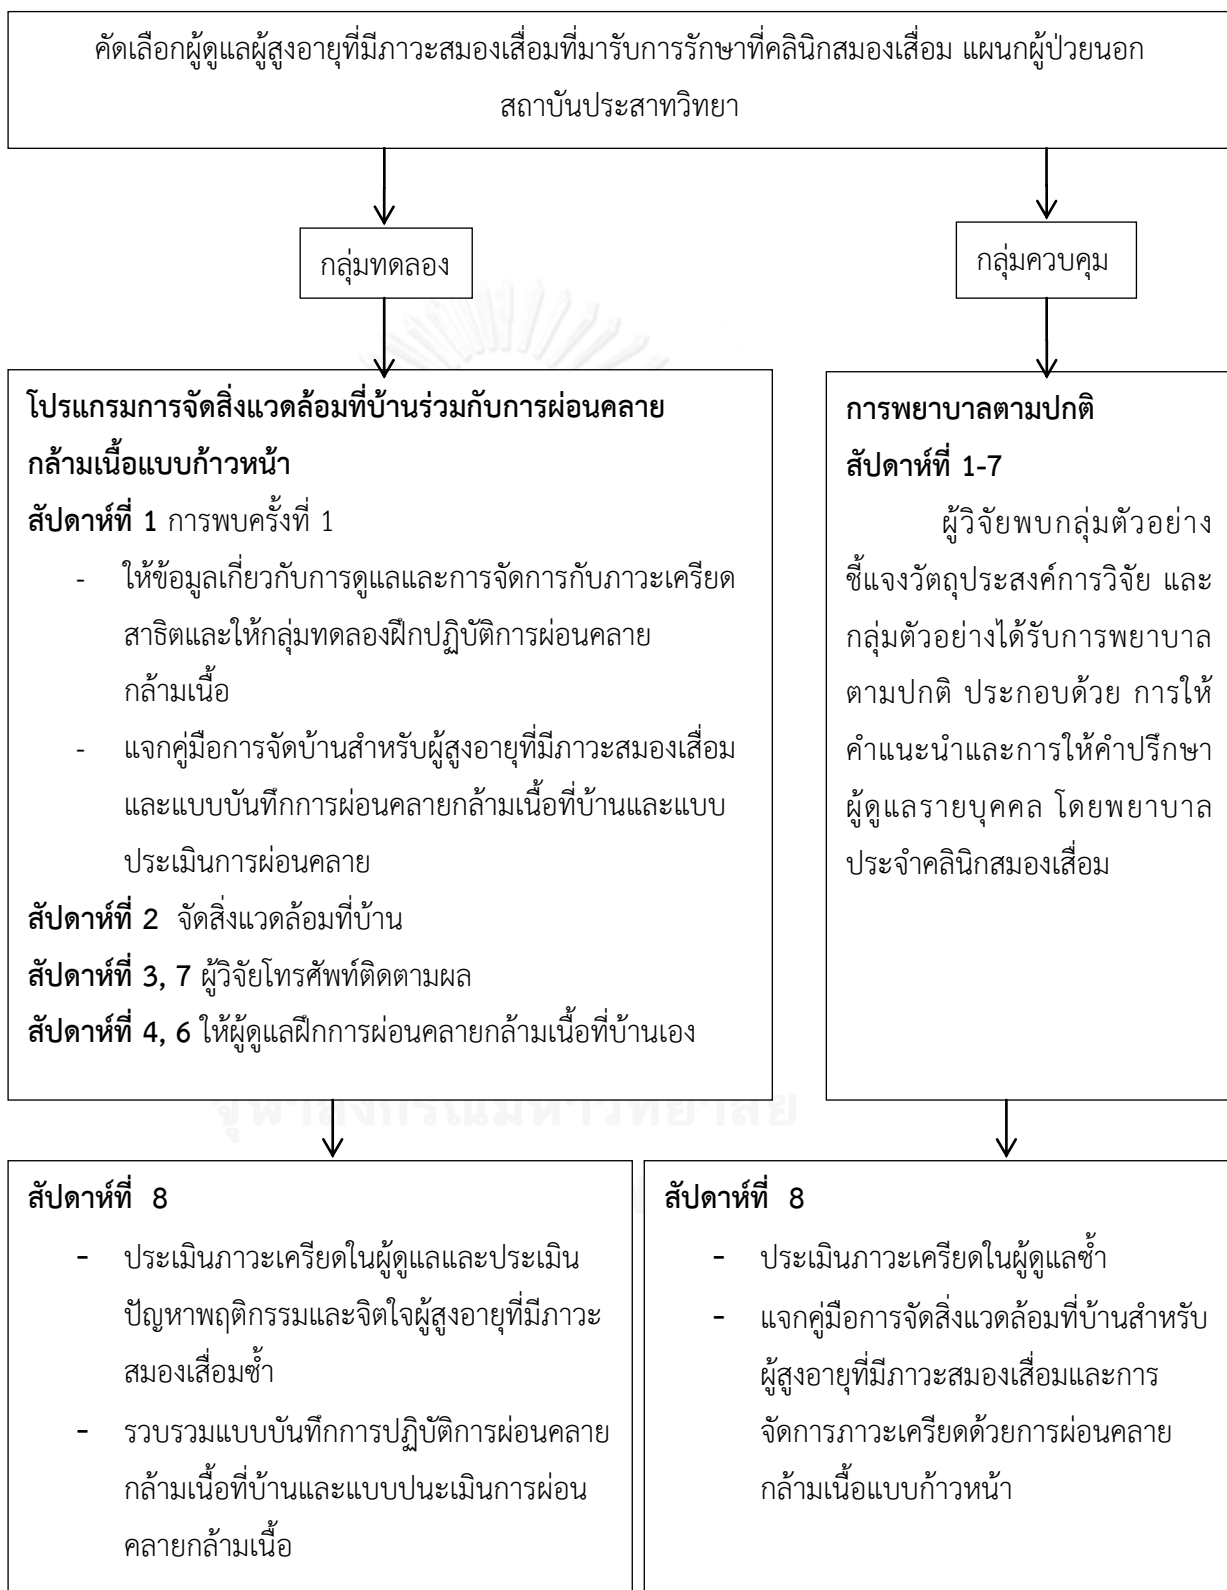 คัดเลือกผู้ดูแลผู้สูงอายุที่มีภาวะสมองเสื่อมที่มารับการรักษาที่คลินิกสมองเสื่อม แผนกผู้ป่วยนอก
สถาบันประสาทวิทยา
กลุ่มทดลอง
กลุ่มควบคุม
โปรแกรมการจัดสิ่งแวดล้อมที่บ้านร่วมกับการผ่อนคลาย
กล้ามเนื้อแบบก้าวหน้า
สัปดาห์ที่ 1 การพบครั้งที่ 1
- ให้ข้อมูลเกี่ยวกับการดูแลและการจัดการกับภาวะเครียด
สาธิตและให้กลุ่มทดลองฝึกปฏิบัติการผ่อนคลาย
กล้ามเนื้อ
- แจกคู่มือการจัดบ้านสำหรับผู้สูงอายุที่มีภาวะสมองเสื่อม
และแบบบันทึกการผ่อนคลายกล้ามเนื้อที่บ้านและแบบ
ประเมินการผ่อนคลาย
สัปดาห์ที่ 2 จัดสิ่งแวดล้อมที่บ้าน
สัปดาห์ที่ 3, 7 ผู้วิจัยโทรศัพท์ติดตามผล
สัปดาห์ที่ 4, 6 ให้ผู้ดูแลฝึกการผ่อนคลายกล้ามเนื้อที่บ้านเอง
การพยาบาลตามปกติ
สัปดาห์ที่ 1-7
ผู้วิจัยพบกลุ่มตัวอย่าง
ชี้แจงวัตถุประสงค์การวิจัย และ
กลุ่มตัวอย่างได้รับการพยาบาล
ตามปกติ ประกอบด้วย การให้
คำแนะนำและการให้คำปรึกษา
ผู้ดูแลรายบุคคล โดยพยาบาล
ประจำคลินิกสมองเสื่อม
จุฬาลงกรณ์มหาวิทยาลัย
สัปดาห์ที่ 8
- ประเมินภาวะเครียดในผู้ดูแลและประเมิน
ปัญหาพฤติกรรมและจิตใจผู้สูงอายุที่มีภาวะ
สมองเสื่อมซ้ำ
- รวบรวมแบบบันทึกการปฏิบัติการผ่อนคลาย
กล้ามเนื้อที่บ้านและแบบปนะเมินการผ่อน
คลายกล้ามเนื้อ
สัปดาห์ที่ 8
- ประเมินภาวะเครียดในผู้ดูแลซ้ำ
- แจกคู่มือการจัดสิ่งแวดล้อมที่บ้านสำหรับ
ผู้สูงอายุที่มีภาวะสมองเสื่อมและการ
จัดการภาวะเครียดด้วยการผ่อนคลาย
กล้ามเนื้อแบบก้าวหน้า